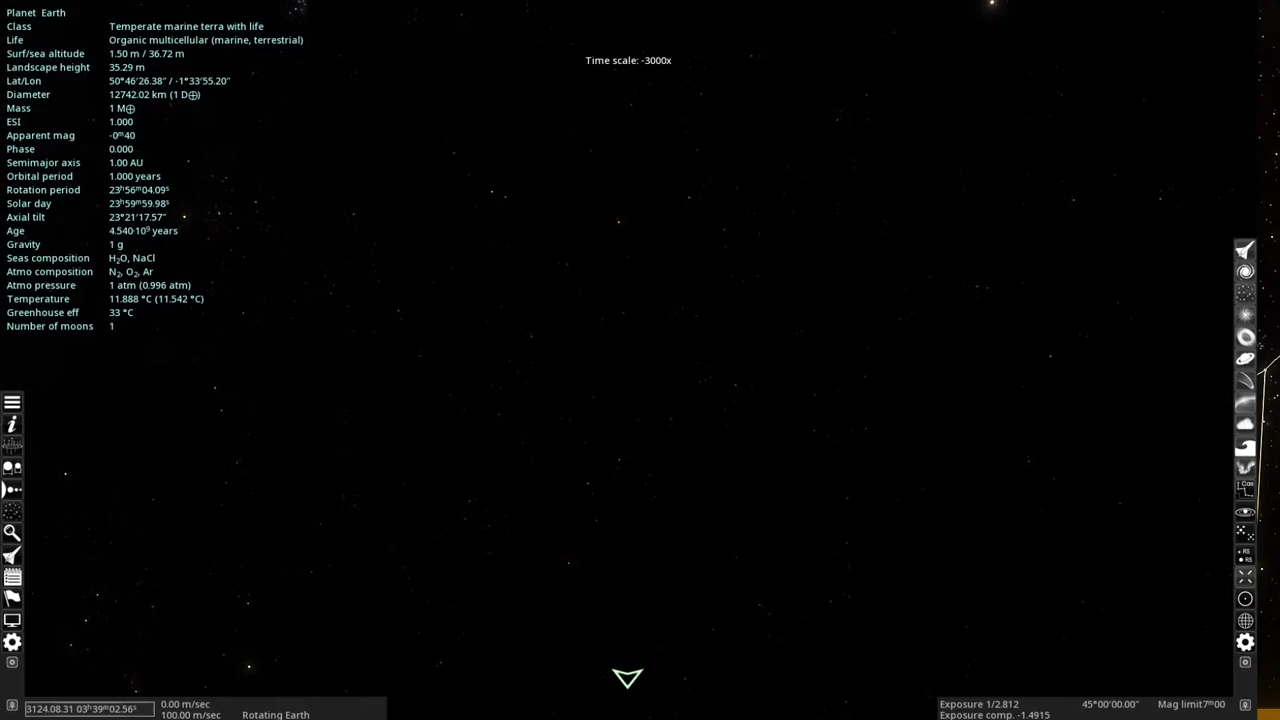 Planet Earth
Class Temperate marine terra with life
Life Organic multicellular (marine, terrestrial)
Surf/sea altitude 1.50 m / 36.72 m
Landscape height 35.29 m
Lat/Lon 50°46′26.38″ / -1°33′55.20″
Diameter 12742.02 km (1 D⊕)
Mass 1 M⊕
ESI 1.000
Apparent mag -0ᵐ40
Phase 0.000
Semimajor axis 1.00 AU
Orbital period 1.000 years
Rotation period 23ʰ56ᵐ04.09ˢ
Solar day 23ʰ59ᵐ59.98ˢ
Axial tilt 23°21′17.57″
Age 4.540·10⁹ years
Gravity 1 g
Seas composition H₂O, NaCl
Atmo composition N₂, O₂, Ar
Atmo pressure 1 atm (0.996 atm)
Temperature 11.888 °C (11.542 °C)
Greenhouse eff 33 °C
Number of moons 1
Time scale: -3000x
Cas
RS
RS
3124.08.31 03ʰ39ᵐ02.56ˢ
0.00 m/sec
100.00 m/sec Rotating Earth
Exposure 1/2.812 45°00′00.00″ Mag limit 7ᵐ00
Exposure comp. -1.4915